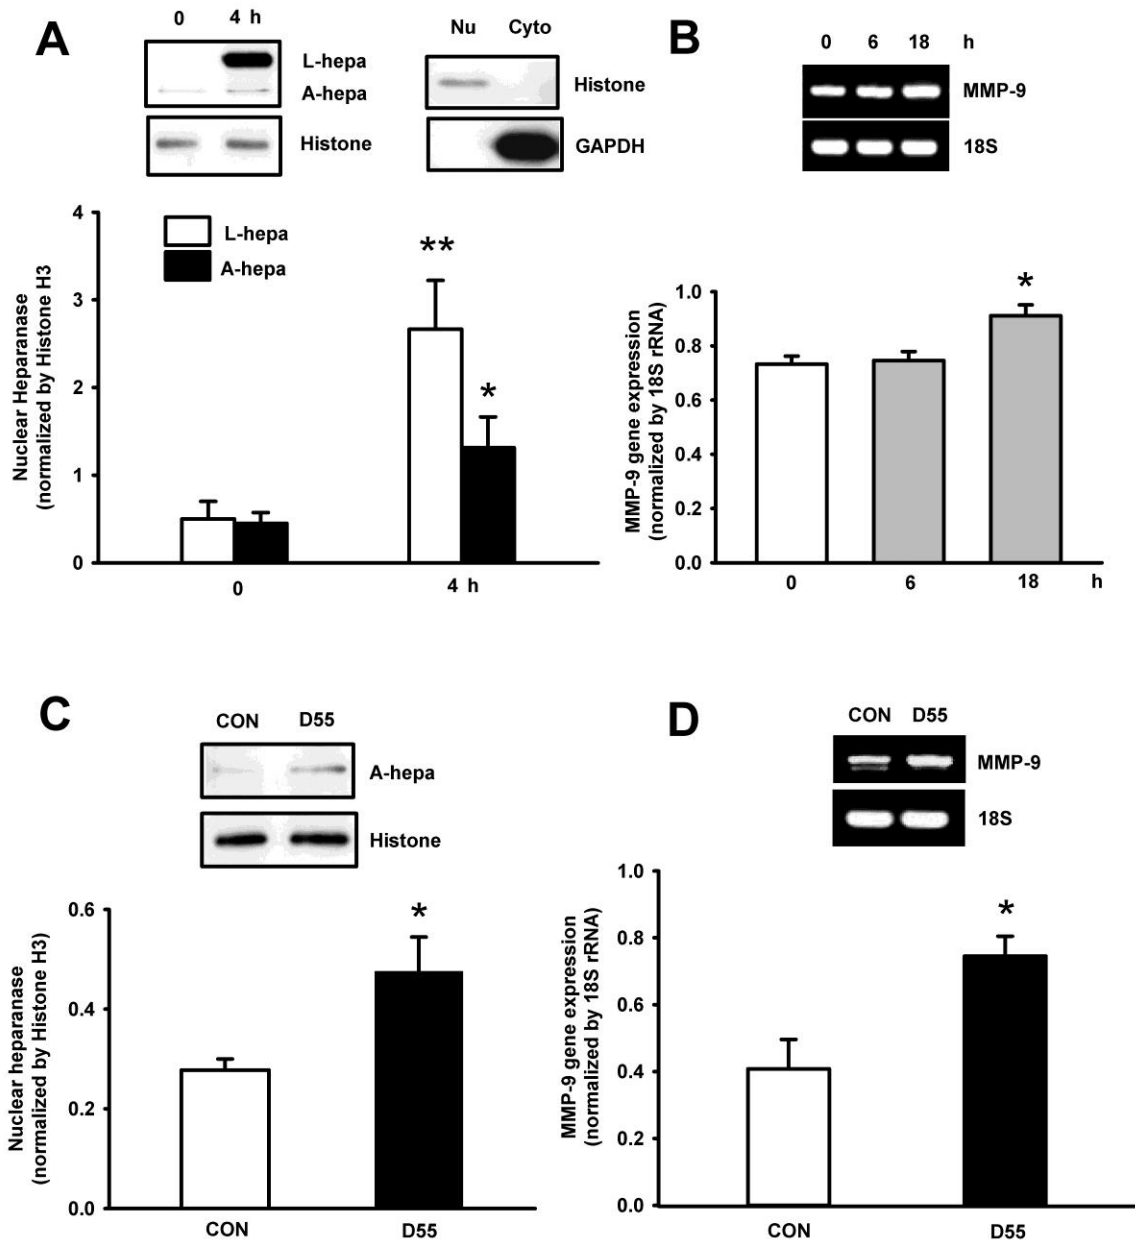 A
0 4 h
L-hepa
A-hepa
Histone
Nu Cyto
Histone
GAPDH
4
3
2
1
0
Nuclear Heparanase
(normalized by Histone H3
L-hepa
A-hepa
**
*
0 4 h
B
0 6 18 h
MMP-9
18S
1.0
0.8
0.6
0.4
0.2
0.0
MMP-9 gene expression
(normalized by 18S rRNA)
*
0 6 18 h
C
CON D55
A-hepa
Histone
0.6
0.4
0.2
0.0
Nuclear heparanase
(normalized by Histone H3)
*
CON D55
D
CON D55
MMP-9
18S
1.0
0.8
0.6
0.4
0.2
0.0
MMP-9 gene expression
(normalized by 18S rRNA)
*
CON D55